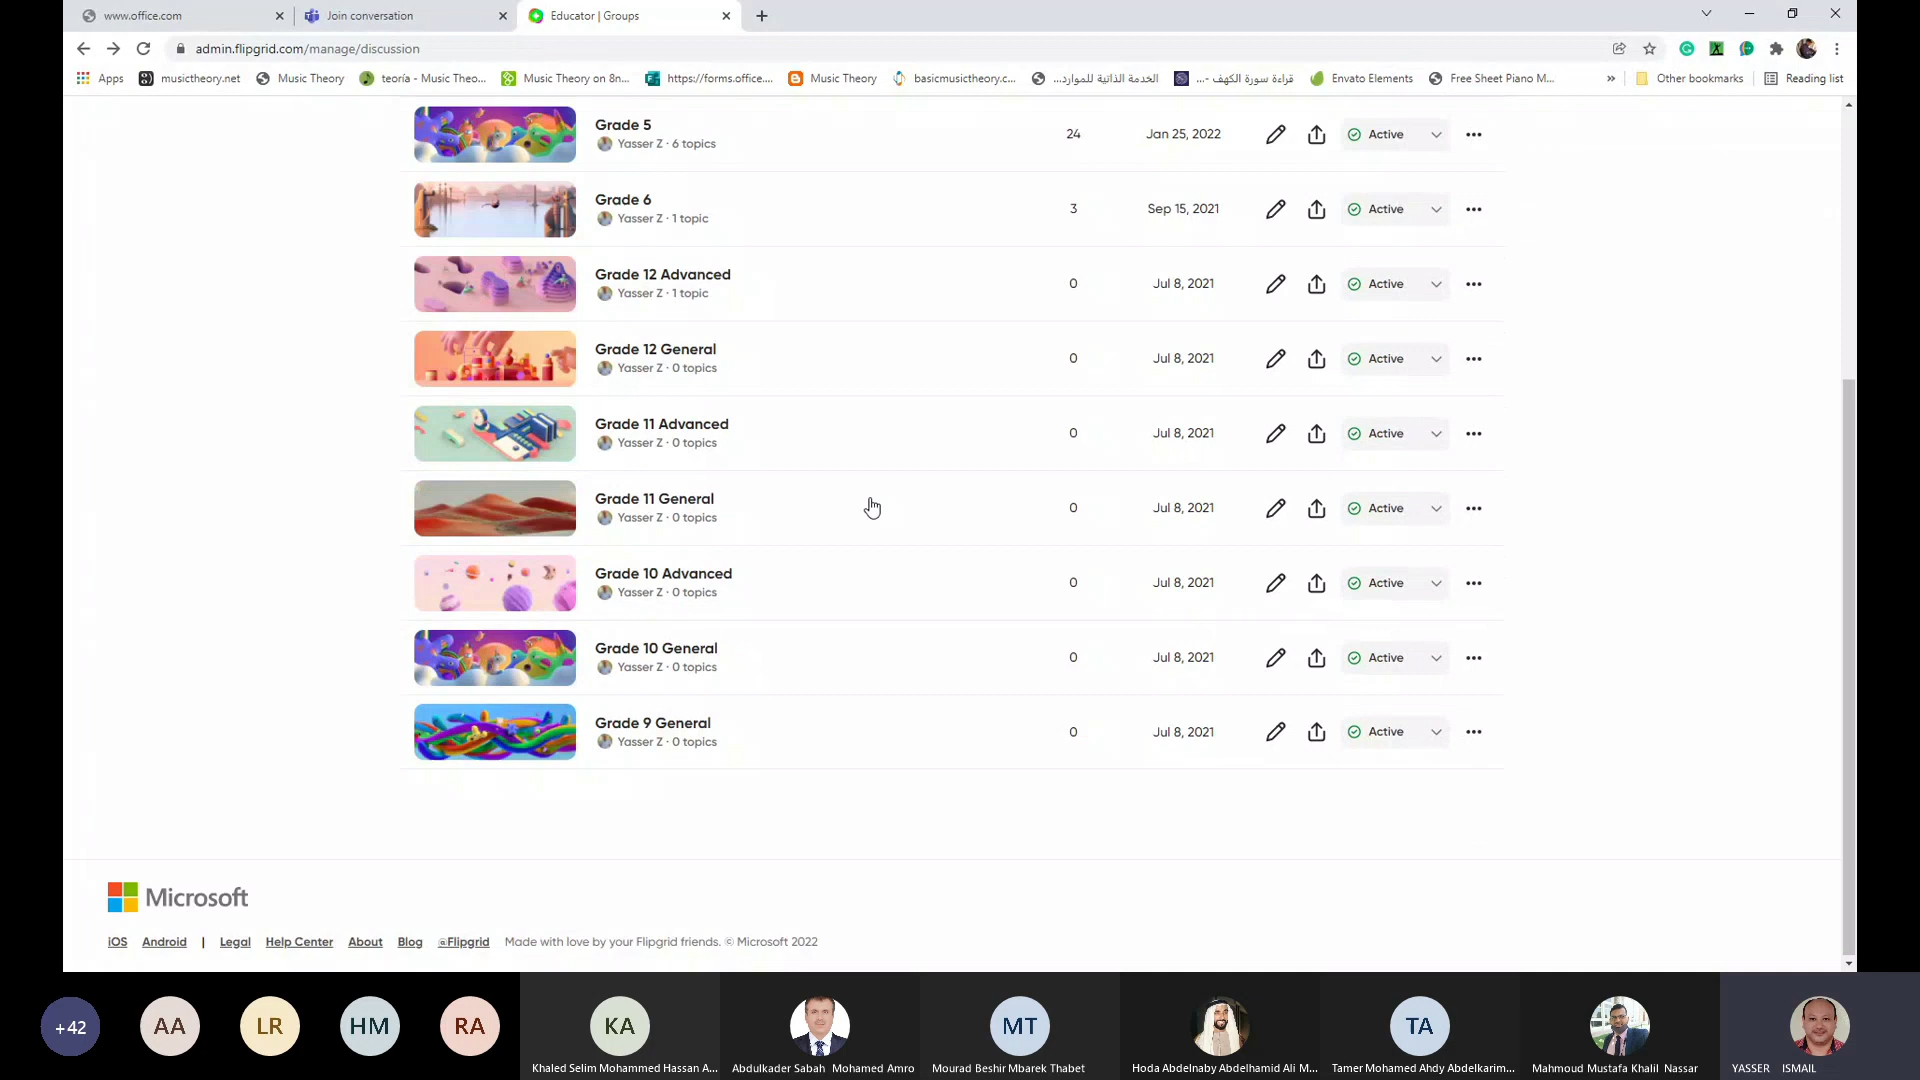 www.office.com
Join conversation
Educator | Groups
admin.flipgrid.com/manage/discussion
Apps
musictheory.net
Music Theory
teoría - Music Theo...
Music Theory on 8n...
https://forms.office....
Music Theory
basicmusictheory.c...
الخدمة الذاتية للموارد...
قراءة سورة الكهف -...
Envato Elements
Free Sheet Piano M...
»
Other bookmarks
Reading list
Grade 5
Yasser Z · 6 topics
24
Jan 25, 2022
Active
Grade 6
Yasser Z · 1 topic
3
Sep 15, 2021
Active
Grade 12 Advanced
Yasser Z · 1 topic
0
Jul 8, 2021
Active
Grade 12 General
Yasser Z · 0 topics
0
Jul 8, 2021
Active
Grade 11 Advanced
Yasser Z · 0 topics
0
Jul 8, 2021
Active
Grade 11 General
Yasser Z · 0 topics
0
Jul 8, 2021
Active
Grade 10 Advanced
Yasser Z · 0 topics
0
Jul 8, 2021
Active
Grade 10 General
Yasser Z · 0 topics
0
Jul 8, 2021
Active
Grade 9 General
Yasser Z · 0 topics
0
Jul 8, 2021
Active
Microsoft
iOS Android | Legal Help Center About Blog @Flipgrid Made with love by your Flipgrid friends. © Microsoft 2022
+42
AA
LR
HM
RA
KA
MT
TA
Khaled Selim Mohammed Hassan A...
Abdulkader Sabah Mohamed Amro
Mourad Beshir Mbarek Thabet
Hoda Abdelnaby Abdelhamid Ali M...
Tamer Mohamed Ahdy Abdelkarim...
Mahmoud Mustafa Khalil Nassar
YASSER ISMAIL